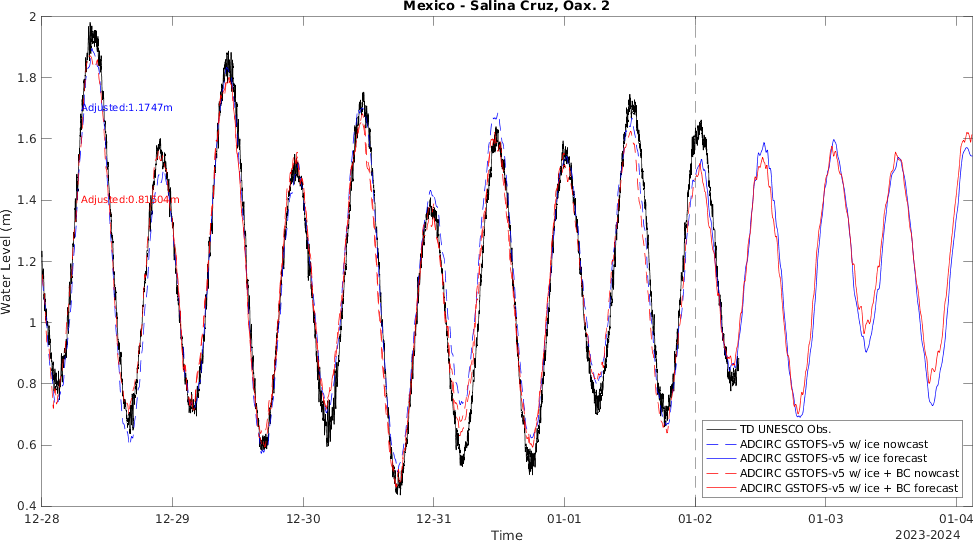 Mexico - Salina Cruz, Oax. 2
Water Level (m)
2
1.8
1.6
1.4
1.2
1
0.8
0.6
0.4
Adjusted:1.1747m
Adjusted:0.81604m
TD UNESCO Obs.
ADCIRC GSTOFS-v5 w/ ice nowcast
ADCIRC GSTOFS-v5 w/ ice forecast
ADCIRC GSTOFS-v5 w/ ice + BC nowcast
ADCIRC GSTOFS-v5 w/ ice + BC forecast
12-28 12-29 12-30 12-31 01-01 01-02 01-03 01-04
Time
2023-2024